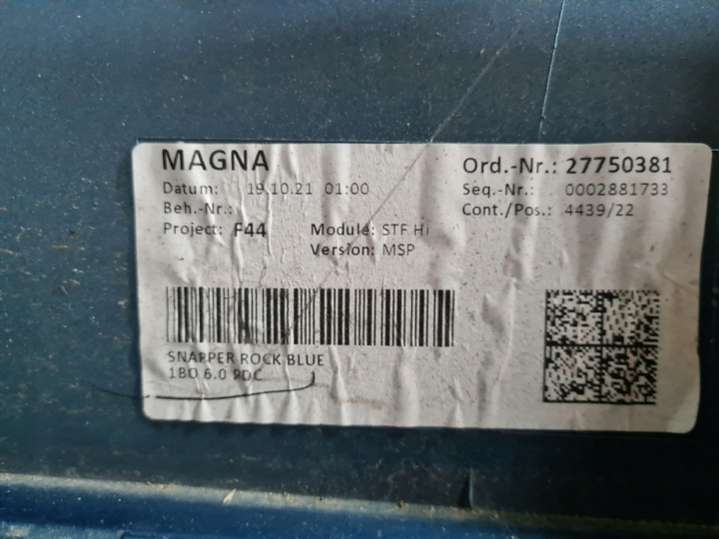 MAGNA
Ord.-Nr.: 27750381
Datum: 19.10.21 01:00
Seq.-Nr.: 0002881733
Beh.-Nr.:
Cont./Pos.: 4439/22
Project: F44 Module: STF Hi
Version: MSP
SNAPPER ROCK BLUE
1BO 6.0 PDC